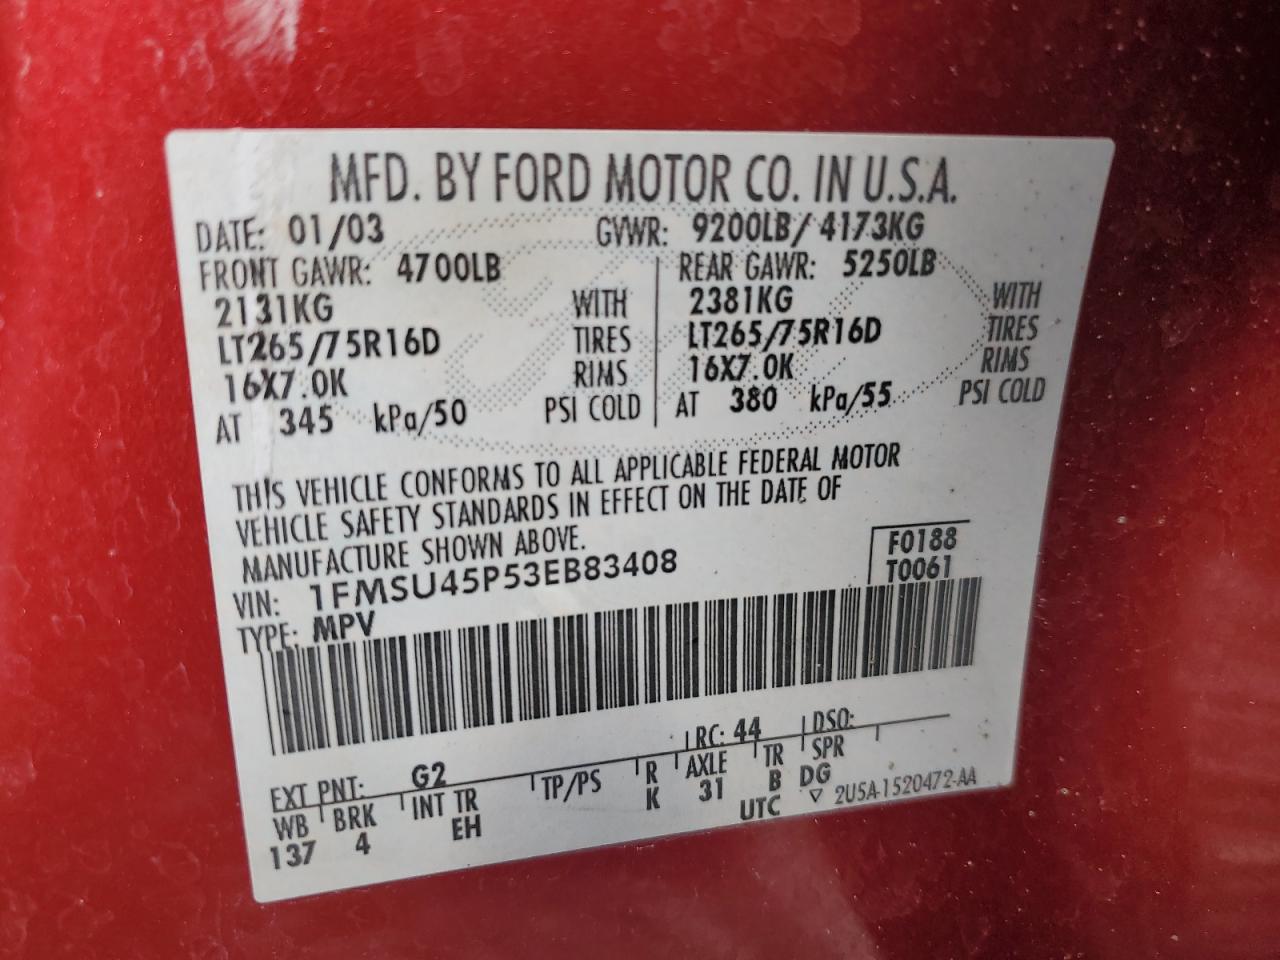 MFD. BY FORD MOTOR CO. IN U.S.A.
DATE: 01/03 GVWR: 9200LB/ 4173KG
FRONT GAWR: 4700LB REAR GAWR: 5250LB
2131KG WITH 2381KG WITH
LT265/75R16D TIRES LT265/75R16D TIRES
16X7.0K RIMS 16X7.0K RIMS
AT 345 kPa/50 PSI COLD AT 380 kPa/55 PSI COLD
THIS VEHICLE CONFORMS TO ALL APPLICABLE FEDERAL MOTOR
VEHICLE SAFETY STANDARDS IN EFFECT ON THE DATE OF
MANUFACTURE SHOWN ABOVE.
F0188
VIN: 1FMSU45P53EB83408 T0061
TYPE: MPV
EXT PNT: G2 RC: 44 DSO:
WB BRK INT TR TP/PS R AXLE TR SPR
137 4 EH K 31 B DG
UTC ▽ 2U5A-1520472-AA